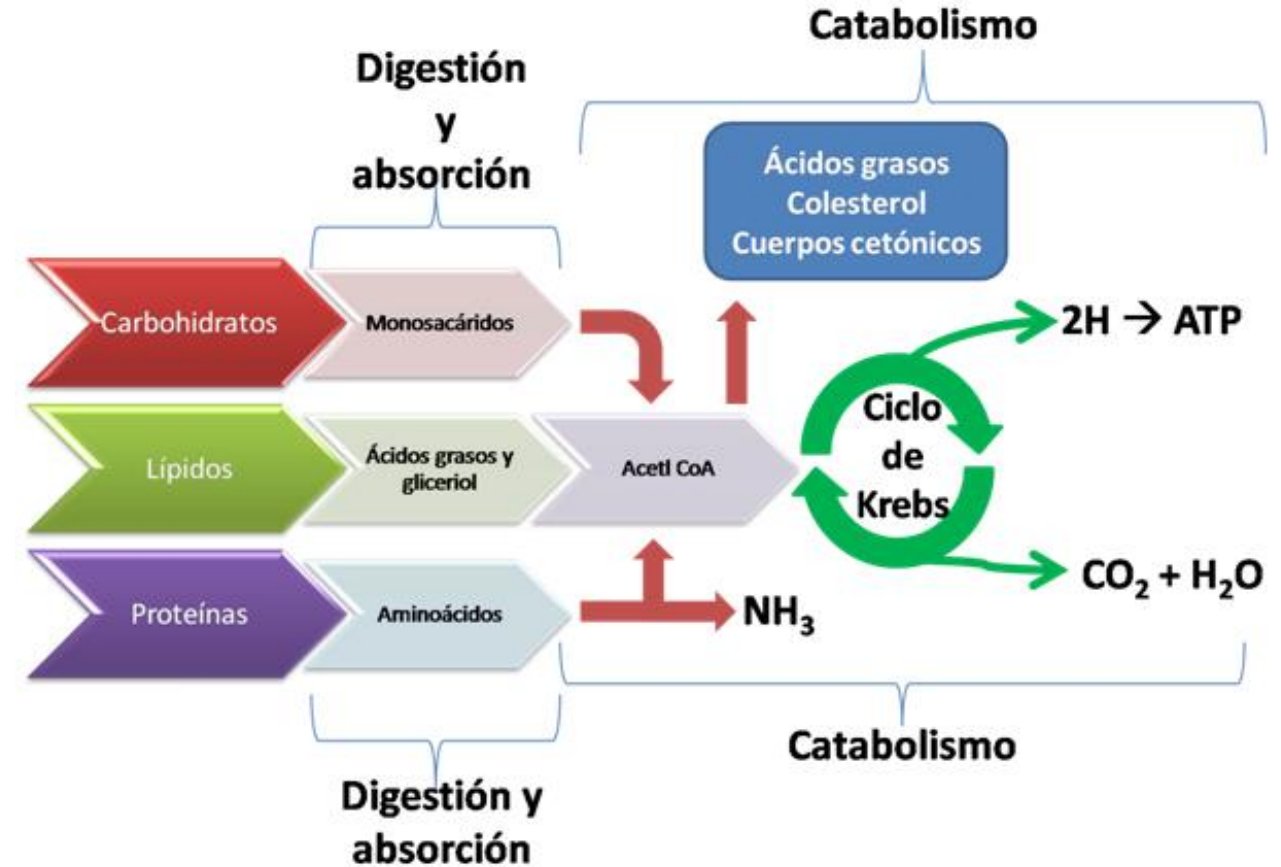 Catabolismo
Digestión
y
absorción
Ácidos grasos
Colesterol
Cuerpos cetónicos
Carbohidratos
Monosacáridos
2H → ATP
Lípidos
Ácidos grasos y
gliceriol
Acetl CoA
Ciclo
de
Krebs
Proteínas
Aminoácidos
NH₃
CO₂ + H₂O
Catabolismo
Digestión y
absorción